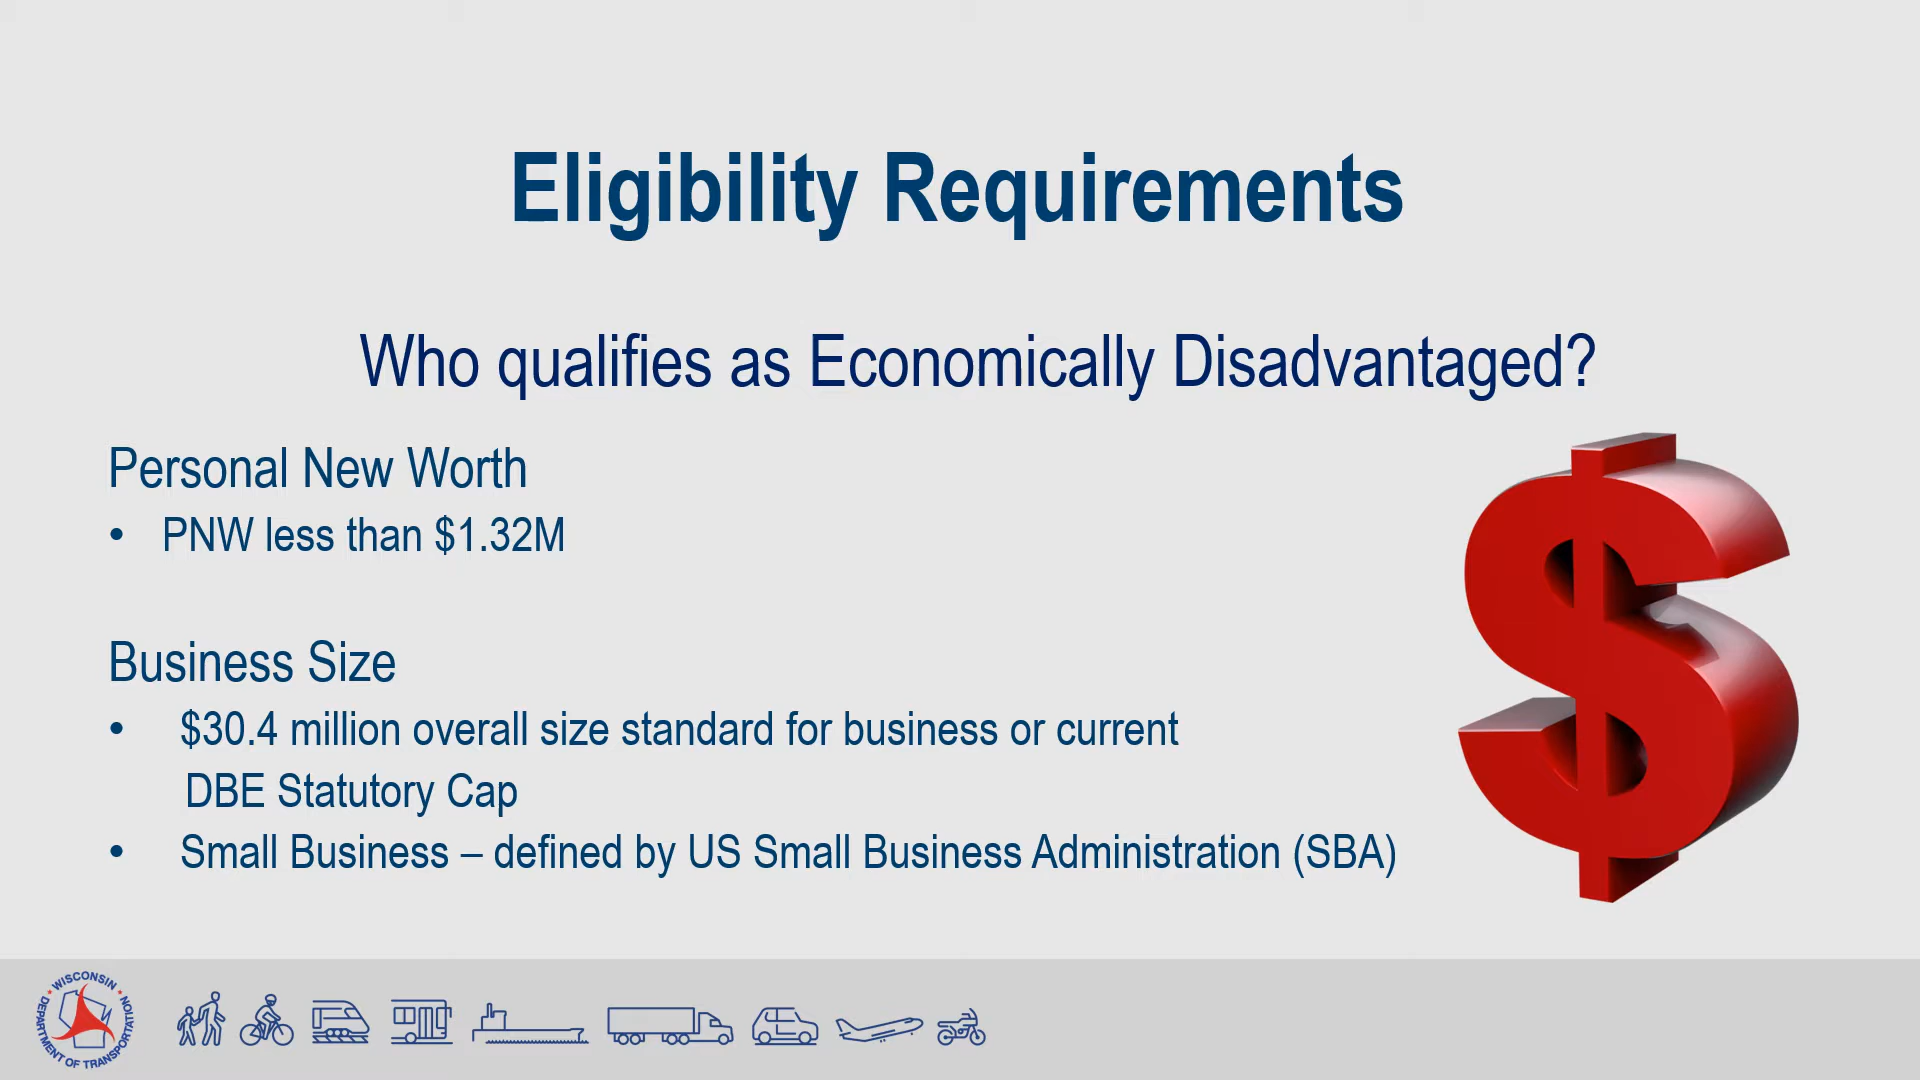 Eligibility Requirements
Who qualifies as Economically Disadvantaged?
Personal New Worth
• PNW less than $1.32M
Business Size
• $30.4 million overall size standard for business or current
DBE Statutory Cap
• Small Business – defined by US Small Business Administration (SBA)
WISCONSIN
DEPARTMENT OF TRANSPORTATION